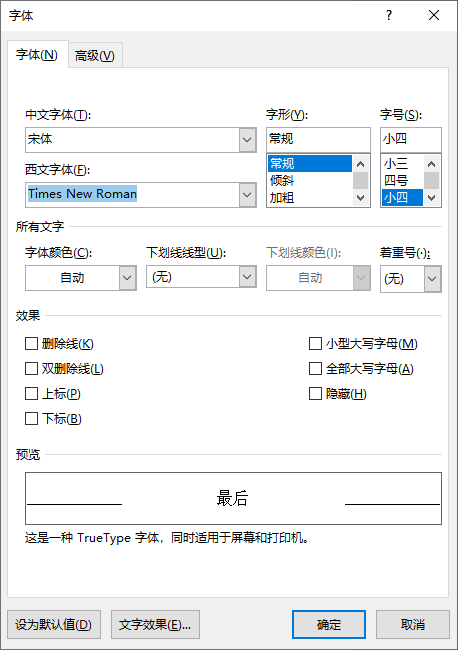 字体 ?
字体(N) 高级(V)
中文字体(T): 字形(Y): 字号(S):
宋体 常规 小四
西文字体(F): 常规 小三
Times New Roman 倾斜 四号
加粗 小四
所有文字
字体颜色(C): 下划线线型(U): 下划线颜色(I): 着重号(·):
自动 (无) 自动 (无)
效果
删除线(K) 小型大写字母(M)
双删除线(L) 全部大写字母(A)
上标(P) 隐藏(H)
下标(B)
预览
最后
这是一种 TrueType 字体，同时适用于屏幕和打印机。
设为默认值(D) 文字效果(E)... 确定 取消